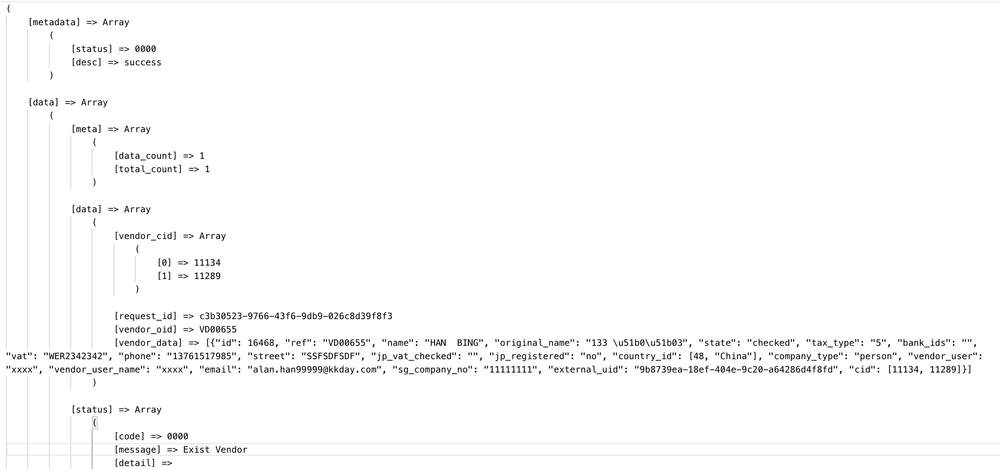 (
    [metadata] => Array
        (
            [status] => 0000
            [desc] => success
        )

    [data] => Array
        (
            [meta] => Array
                (
                    [data_count] => 1
                    [total_count] => 1
                )

            [data] => Array
                (
                    [vendor_cid] => Array
                        (
                            [0] => 11134
                            [1] => 11289
                        )

                    [request_id] => c3b30523-9766-43f6-9db9-026c8d39f8f3
                    [vendor_oid] => VD00655
                    [vendor_data] => [{"id": 16468, "ref": "VD00655", "name": "HAN  BING", "original_name": "133 \u51b0\u51b03", "state": "checked", "tax_type": "5", "bank_ids": "",
"vat": "WER2342342", "phone": "13761517985", "street": "SSFSDFSDF", "jp_vat_checked": "", "jp_registered": "no", "country_id": [48, "China"], "company_type": "person", "vendor_user":
"xxxx", "vendor_user_name": "xxxx", "email": "alan.han99999@kkday.com", "sg_company_no": "11111111", "external_uid": "9b8739ea-18ef-404e-9c20-a64286d4f8fd", "cid": [11134, 11289]}]
                )

            [status] => Array
                (
                    [code] => 0000
                    [message] => Exist Vendor
                    [detail] =>